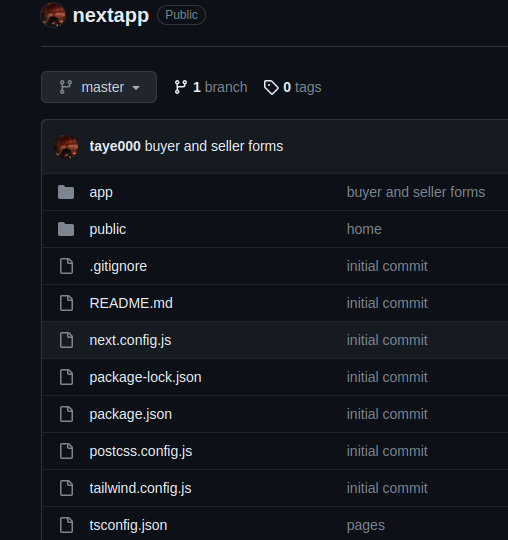 nextapp Public
master 1 branch 0 tags
taye000 buyer and seller forms
app buyer and seller forms
public home
.gitignore initial commit
README.md initial commit
next.config.js initial commit
package-lock.json initial commit
package.json initial commit
postcss.config.js initial commit
tailwind.config.js initial commit
tsconfig.json pages